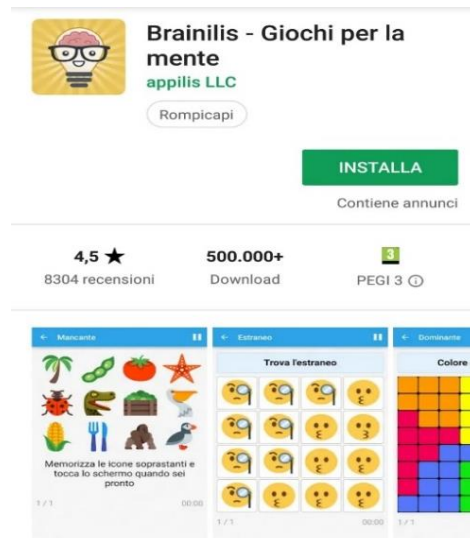 Brainilis - Giochi per la
mente
appilis LLC
Rompicapi
INSTALLA
Contiene annunci
4,5 ★ 500.000+ 3
8304 recensioni Download PEGI 3
Mancante
Memorizza le icone soprastanti e
tocca lo schermo quando sei
pronto
1 / 1 00:00
Estraneo
Trova l'estraneo
1 / 1 00:00
Dominante
Colore
1 / 1